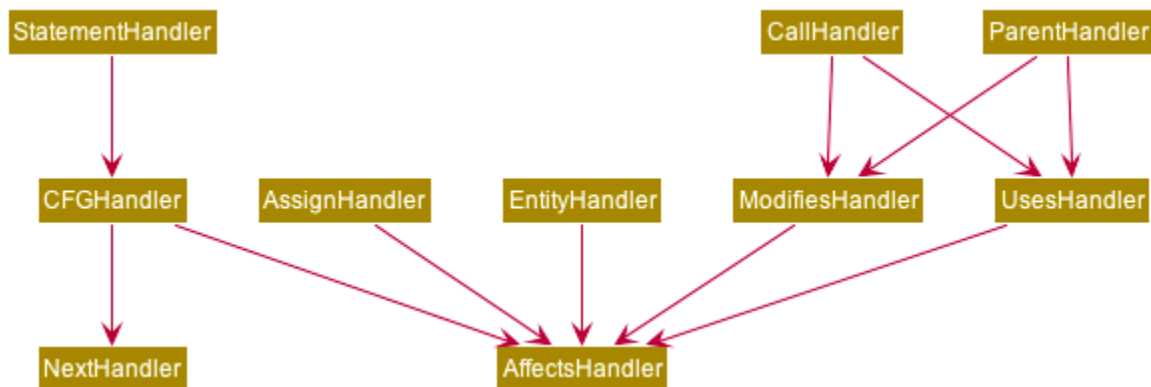 StatementHandler
CallHandler
ParentHandler
CFGHandler
AssignHandler
EntityHandler
ModifiesHandler
UsesHandler
NextHandler
AffectsHandler